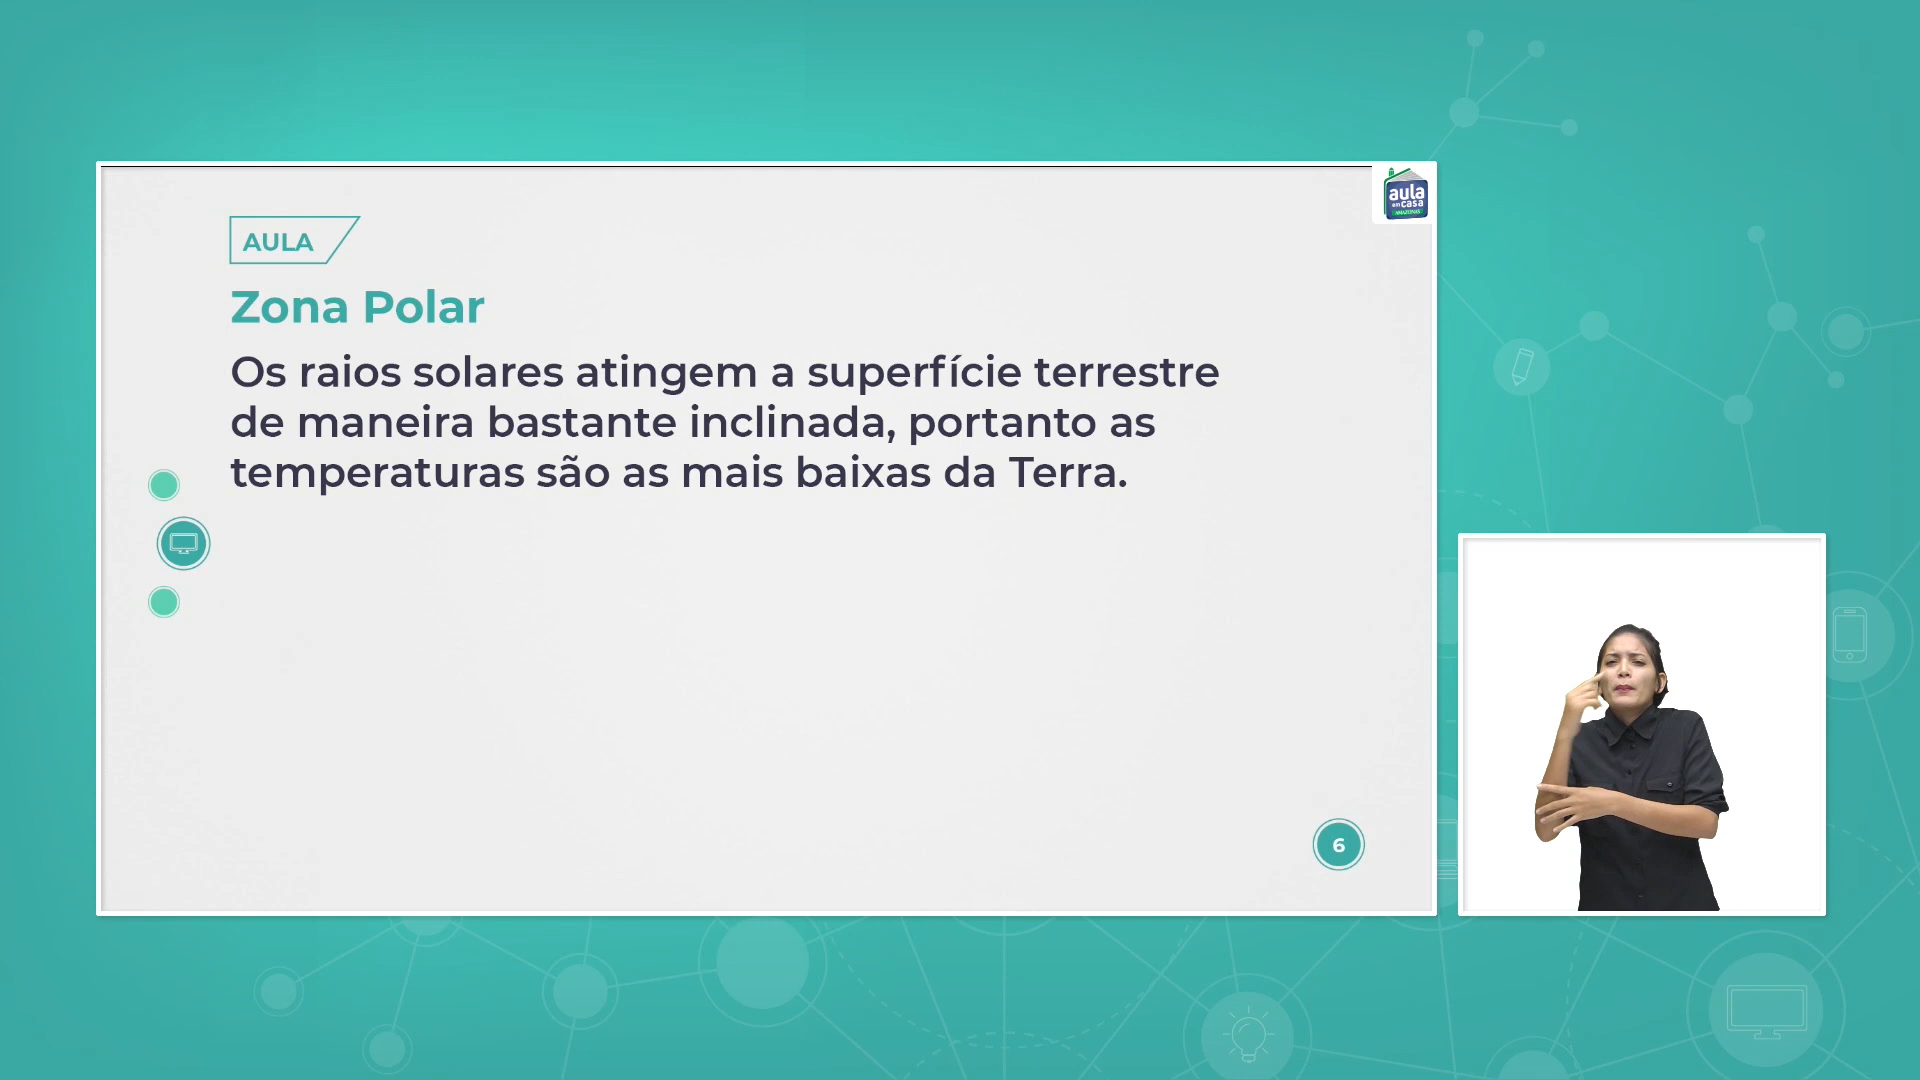 aula
em casa
AMAZONAS
AULA
Zona Polar
Os raios solares atingem a superfície terrestre
de maneira bastante inclinada, portanto as
temperaturas são as mais baixas da Terra.
6